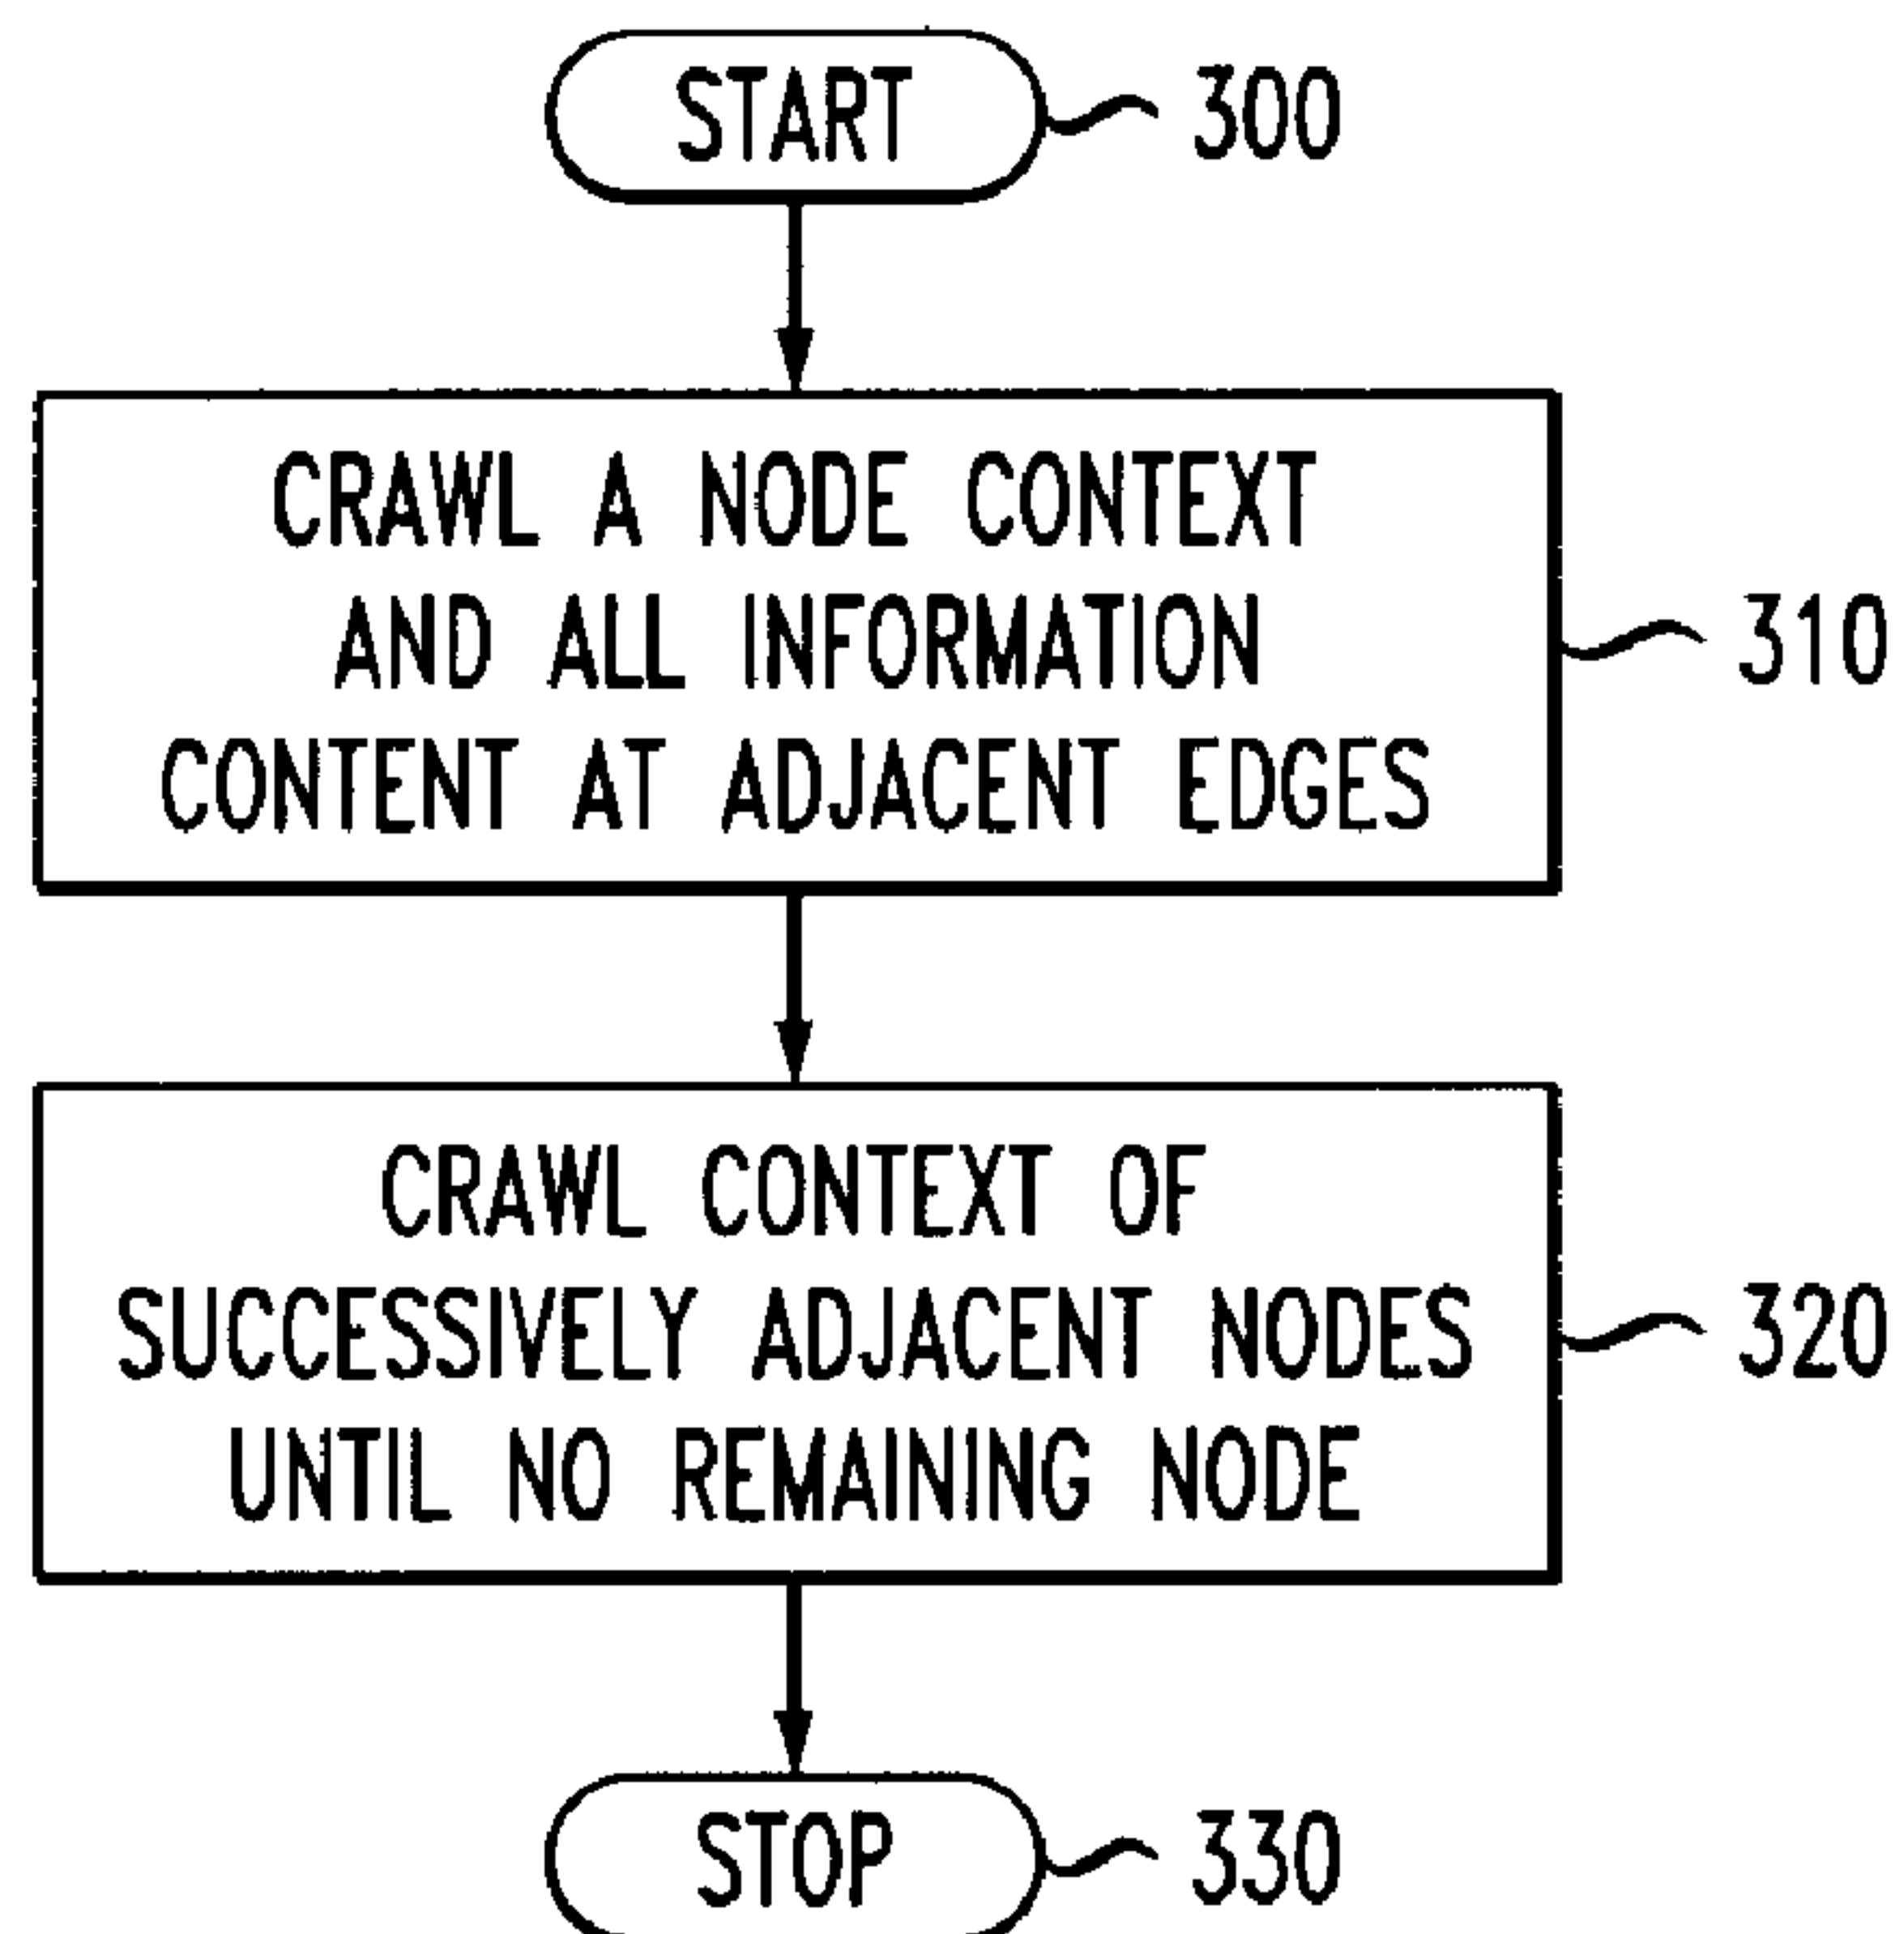 START 300
CRAWL A NODE CONTEXT
AND ALL INFORMATION
CONTENT AT ADJACENT EDGES
310
CRAWL CONTEXT OF
SUCCESSIVELY ADJACENT NODES
UNTIL NO REMAINING NODE
320
STOP 330